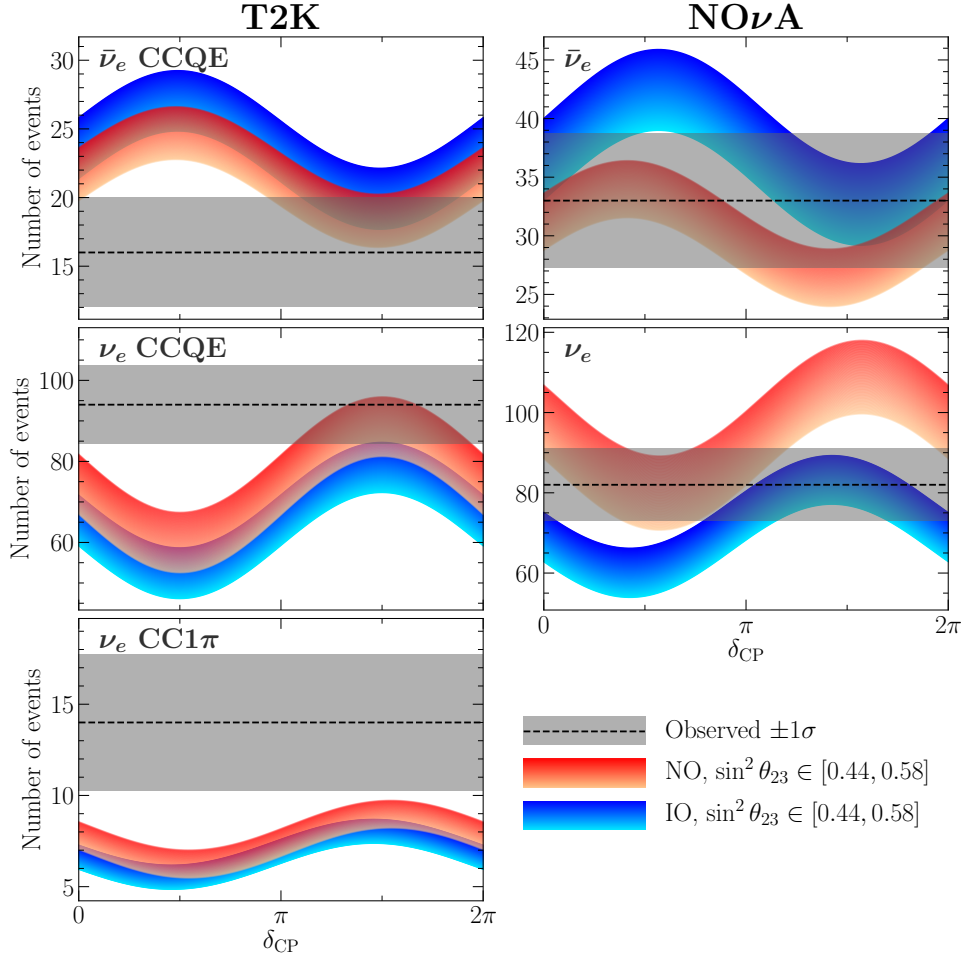 T2K
NOνA
ν̄ₑ CCQE
Number of events
30
25
20
15
ν̄ₑ
45
40
35
30
25
νₑ CCQE
Number of events
100
80
60
νₑ
120
100
80
60
0
π
2π
δCP
νₑ CC1π
Number of events
15
10
5
0
π
2π
δCP
Observed ±1σ
NO, sin² θ₂₃ ∈ [0.44, 0.58]
IO, sin² θ₂₃ ∈ [0.44, 0.58]